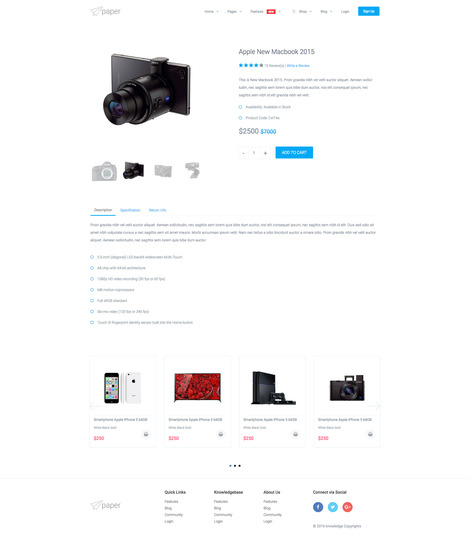 paper
Home
Pages
Features
NEW
Shop
Blog
Login
Sign Up
Apple New Macbook 2015
Write a Review
This is New Macbook 2015. Proin gravida nibh vel velit auctor aliquet. Aenean sollici
tudin, nec sagittis sem lorem quis bibe dum auctor, nisi elit consequat ipsum, nec
sagittis sem nibh id elit gravida nibh vel velit.
Availability: Available in Stock
Product Code:
$2500 $7000
- 1 +
ADD TO CART
Description
Specification
Return Info
Proin gravida nibh vel velit auctor aliquet. Aenean sollicitudin, nec sagittis sem lorem quis bibe dum auctor, nisi elit consequat ipsum, nec sagittis sem nibh id elit. Duis sed odio sit
amet nibh vulputate cursus a sit amet mauris. Morbi accumsan ipsum velit. Nam nec tellus a odio tincidunt auctor a ornare odio.
auctor aliquet. Aenean sollicitudin, nec sagittis sem nibh id elit gravida nibh vel velit auctor
5.5-inch (diagonal) LED-backlit widescreen Multi-Touch
A8 chip with 64-bit architecture
1080p HD video recording (30 fps or 60 fps)
M8 motion coprocessor
Full sRGB standard
Slo-mo video (120 fps or 240 fps)
Touch ID fingerprint identity sensor built into the Home button
Smartphone Apple iPhone 5 64GB
White Black Gold
$250
Smartphone Apple iPhone 5 64GB
White Black Gold
$250
Smartphone Apple iPhone 5 64GB
White Black Gold
$250
Smartphone Apple iPhone 5 64GB
White Black Gold
$250
paper
Quick Links
Features
Blog
Community
Login
Knowledgebase
Features
Blog
Community
Login
About Us
Features
Blog
Community
Login
Connect via Social
© 2016 Knowledge Copyrights